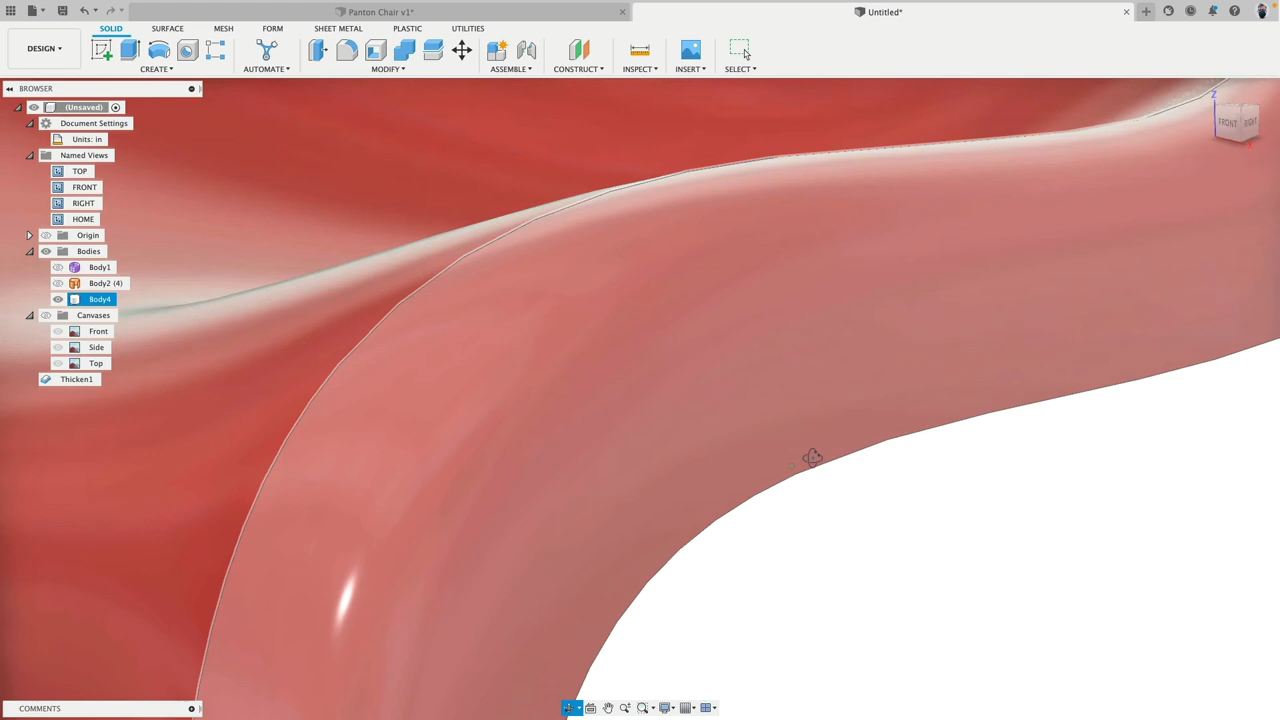 Panton Chair v1*
Untitled*
DESIGN
SOLID
SURFACE
MESH
FORM
SHEET METAL
PLASTIC
UTILITIES
CREATE
AUTOMATE
MODIFY
ASSEMBLE
CONSTRUCT
INSPECT
INSERT
SELECT
BROWSER
(Unsaved)
Document Settings
Units: in
Named Views
TOP
FRONT
RIGHT
HOME
Origin
Bodies
Body1
Body2 (4)
Body4
Canvases
Front
Side
Top
Thicken1
Z
FRONT
RIGHT
X
COMMENTS